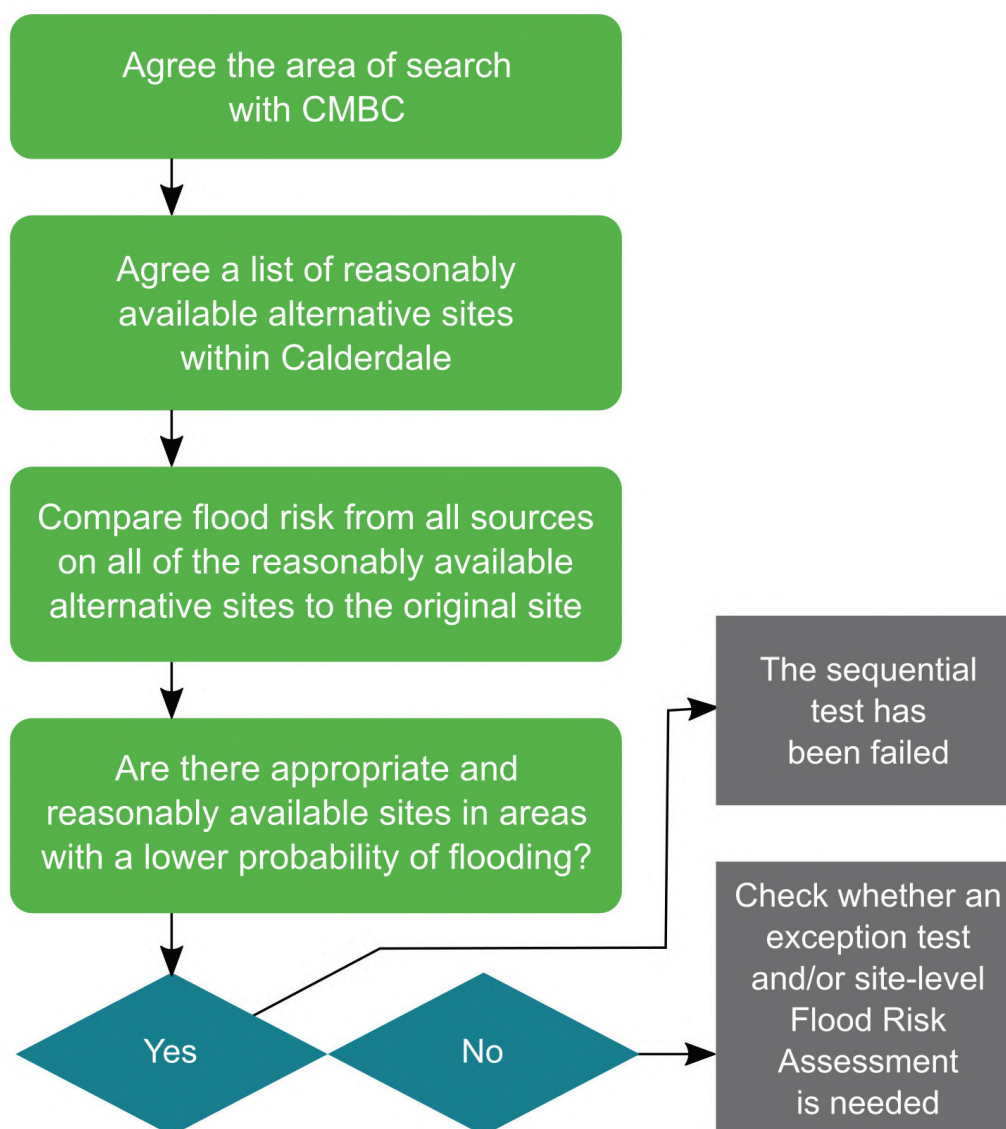 Agree the area of search
with CMBC
Agree a list of reasonably
available alternative sites
within Calderdale
Compare flood risk from all sources
on all of the reasonably available
alternative sites to the original site
Are there appropriate and
reasonably available sites in areas
with a lower probability of flooding?
Yes
No
The sequential
test has
been failed
Check whether an
exception test
and/or site-level
Flood Risk
Assessment
is needed